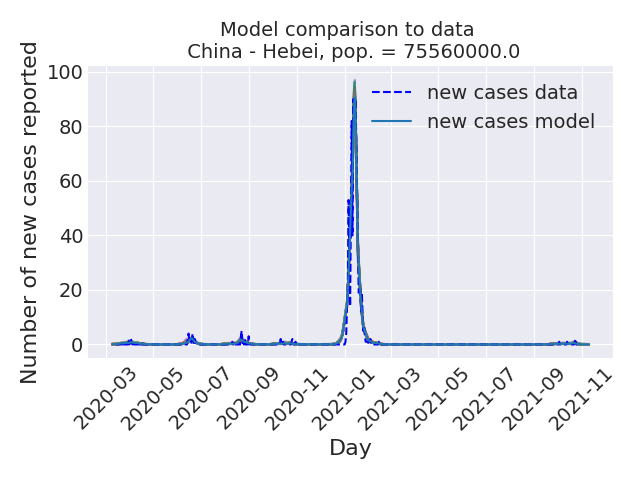 Model comparison to data
China - Hebei, pop. = 75560000.0
Number of new cases reported
100
80
60
40
20
0
new cases data
new cases model
2020-03
2020-05
2020-07
2020-09
2020-11
2021-01
2021-03
2021-05
2021-07
2021-09
2021-11
Day